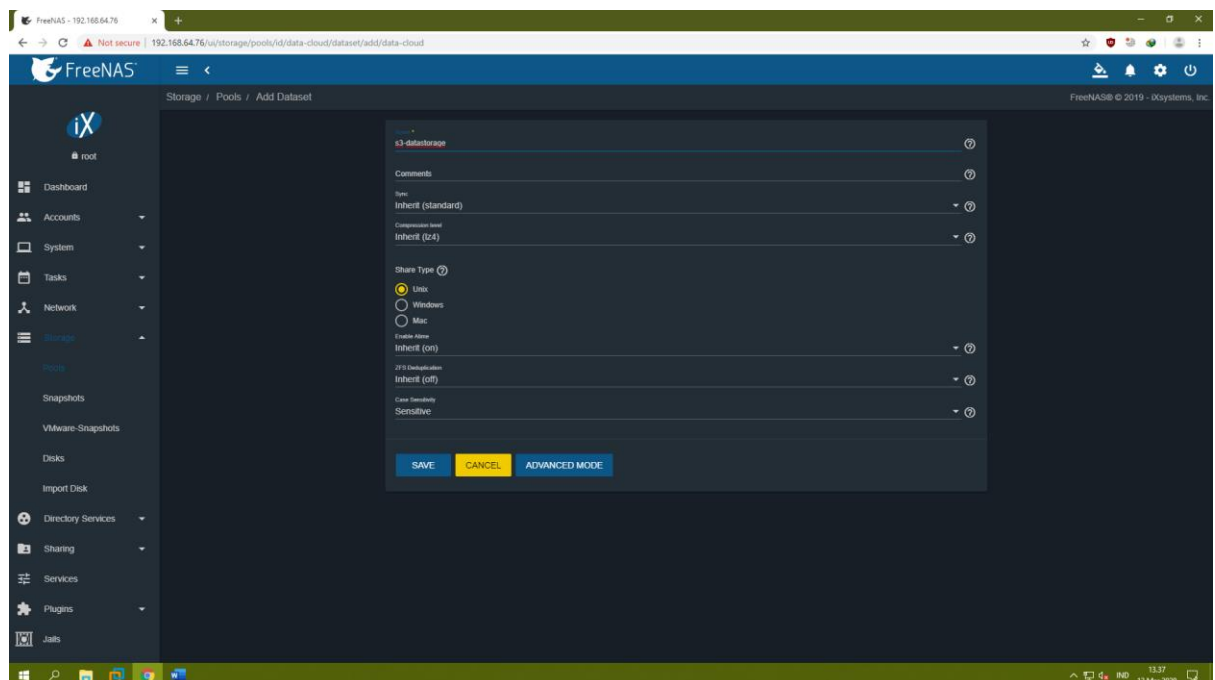 FreeNAS - 192.168.64.76
Not secure | 192.168.64.76/ui/storage/pools/id/data-cloud/dataset/add/data-cloud
FreeNAS
Storage / Pools / Add Dataset
FreeNAS® © 2019 - iXsystems, Inc.
iX
root
Dashboard
Accounts
System
Tasks
Network
Storage
Pools
Snapshots
VMware-Snapshots
Disks
Import Disk
Directory Services
Sharing
Services
Plugins
Jails
s3-datastorage
Comments
Sync
Inherit (standard)
Compression level
Inherit (lz4)
Share Type
Unix
Windows
Mac
Enable Atime
Inherit (on)
ZFS Deduplication
Inherit (off)
Case Sensitivity
Sensitive
SAVE CANCEL ADVANCED MODE
IND
13.37